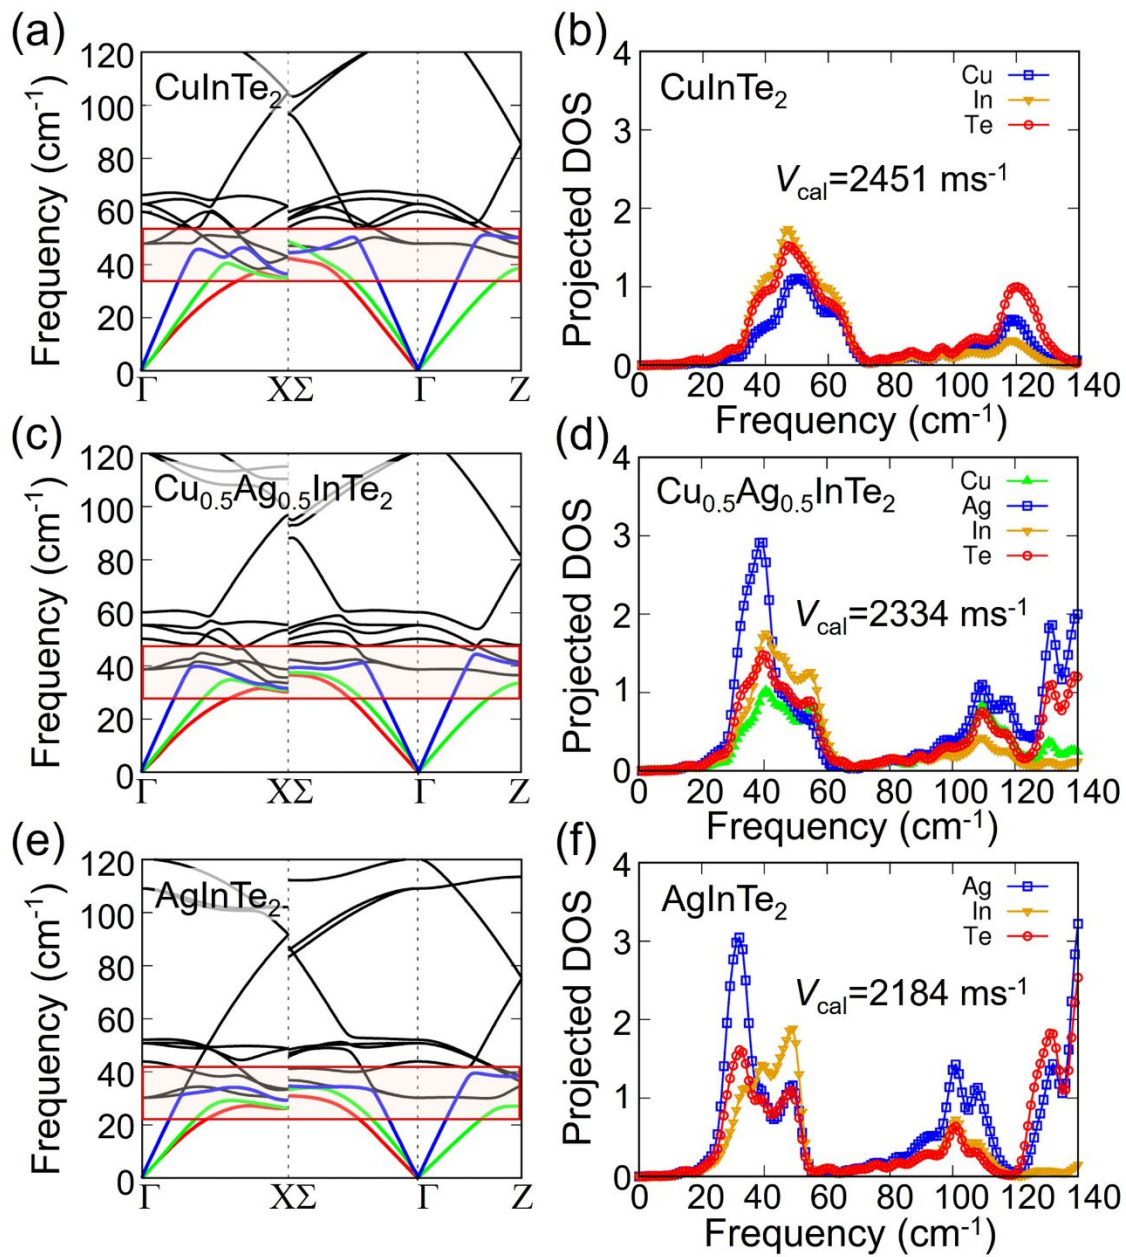 (a)
CuInTe2
Frequency (cm-1)
120
100
80
60
40
20
0
Γ XΣ Γ Z
(b)
CuInTe2
Cu
In
Te
Vcal=2451 ms-1
Projected DOS
4
3
2
1
0
0 20 40 60 80 100 120 140
Frequency (cm-1)
(c)
Cu0.5Ag0.5InTe2
Frequency (cm-1)
120
100
80
60
40
20
0
Γ XΣ Γ Z
(d)
Cu0.5Ag0.5InTe2
Cu
Ag
In
Te
Vcal=2334 ms-1
Projected DOS
4
3
2
1
0
0 20 40 60 80 100 120 140
Frequency (cm-1)
(e)
AgInTe2
Frequency (cm-1)
120
100
80
60
40
20
0
Γ XΣ Γ Z
(f)
AgInTe2
Ag
In
Te
Vcal=2184 ms-1
Projected DOS
4
3
2
1
0
0 20 40 60 80 100 120 140
Frequency (cm-1)